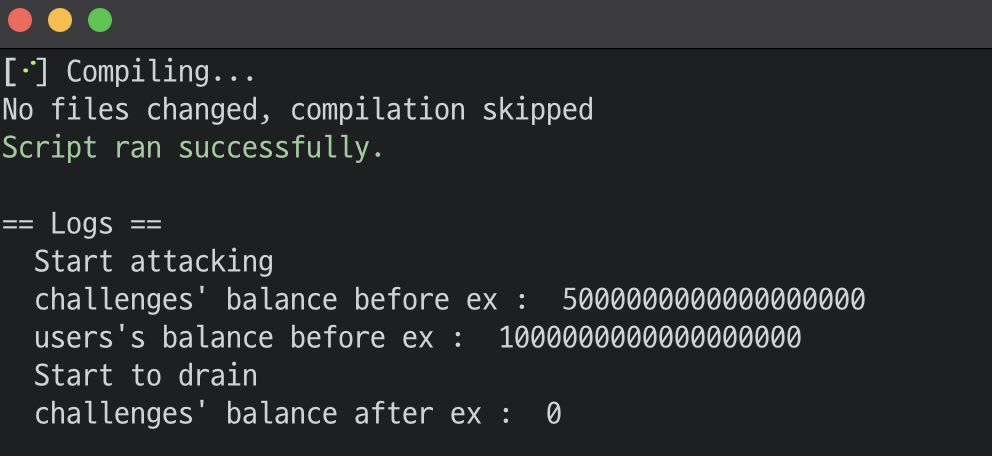 [⠊] Compiling...
No files changed, compilation skipped
Script ran successfully.

== Logs ==
  Start attacking
  challenges' balance before ex :  5000000000000000000
  users's balance before ex :  1000000000000000000
  Start to drain
  challenges' balance after ex :  0